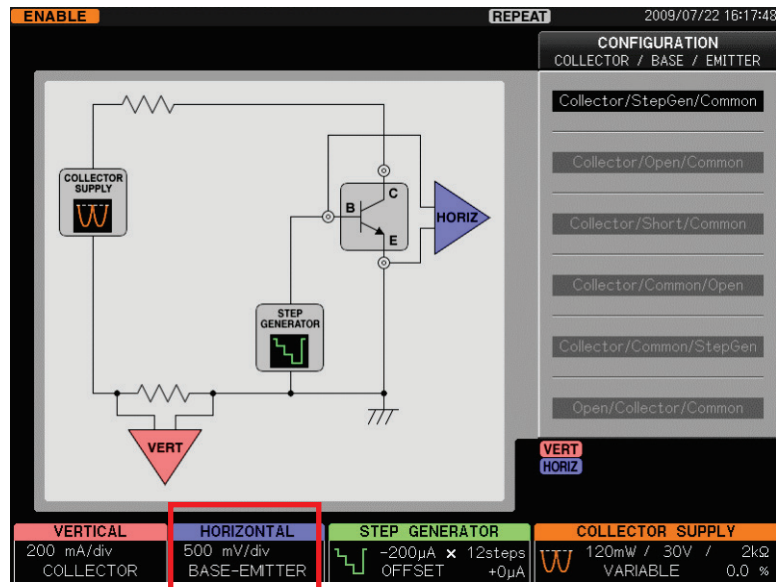 ENABLE
REPEAT
2009/07/22 16:17:48
CONFIGURATION
COLLECTOR / BASE / EMITTER
Collector/StepGen/Common
Collector/Open/Common
Collector/Short/Common
Collector/Common/Open
Collector/Common/StepGen
Open/Collector/Common
COLLECTOR
SUPPLY
C
B
E
HORIZ
STEP
GENERATOR
VERT
VERT
HORIZ
VERTICAL
200 mA/div
COLLECTOR
HORIZONTAL
500 mV/div
BASE-EMITTER
STEP GENERATOR
-200µA × 12steps
OFFSET +0µA
COLLECTOR SUPPLY
120mW / 30V / 2kΩ
VARIABLE 0.0 %